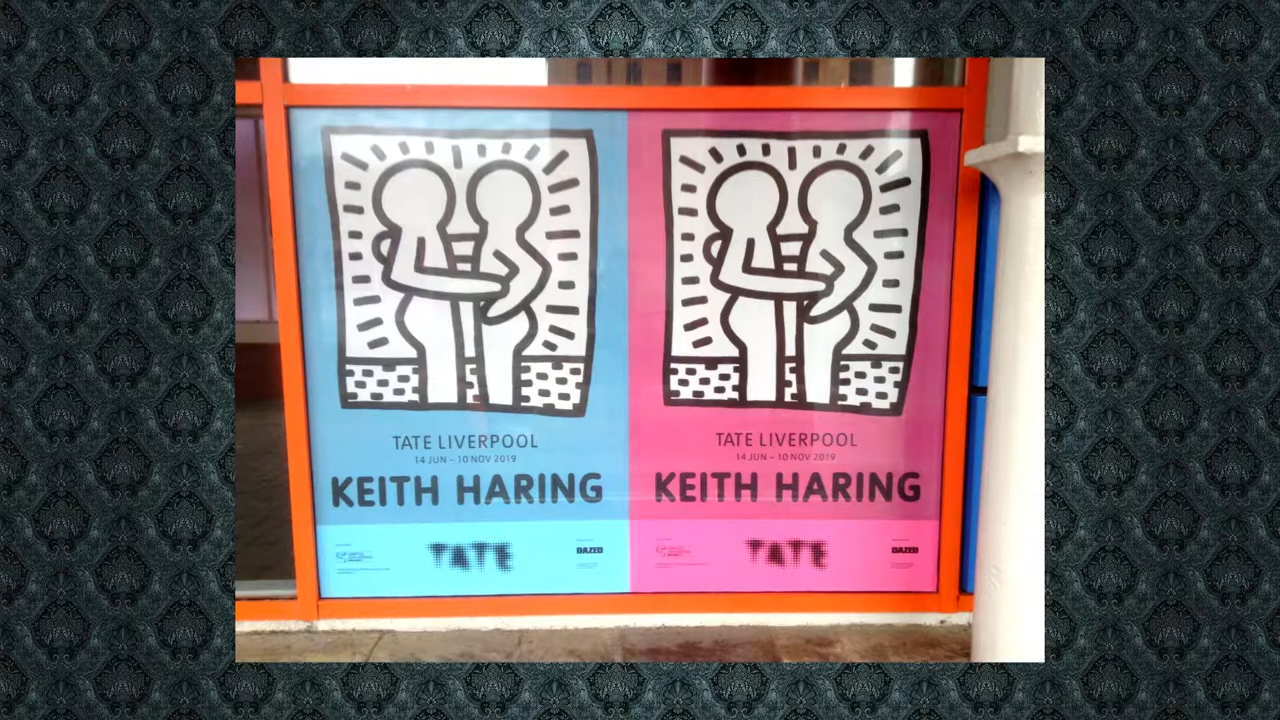 TATE LIVERPOOL
14 JUN – 10 NOV 2019
KEITH HARING
TATE
DAZED
TATE LIVERPOOL
14 JUN – 10 NOV 2019
KEITH HARING
TATE
DAZED